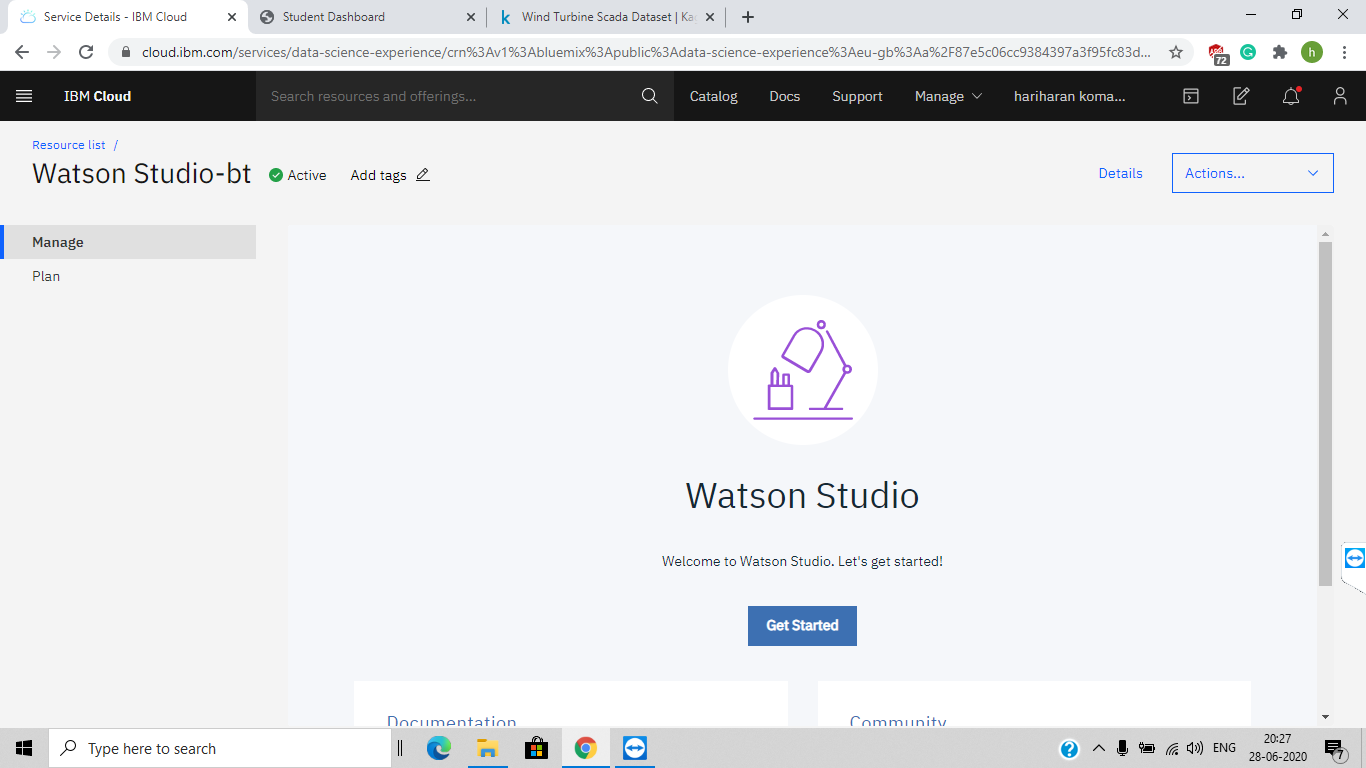 Service Details - IBM Cloud
Student Dashboard
Wind Turbine Scada Dataset | Ka
cloud.ibm.com/services/data-science-experience/crn%3Av1%3Abluemix%3Apublic%3Adata-science-experience%3Aeu-gb%3Aa%2F87e5c06cc9384397a3f95fc83d...
72
h
IBM Cloud
Search resources and offerings...
Catalog
Docs
Support
Manage
hariharan koma...
Resource list /
Watson Studio-bt
Active
Add tags
Details
Actions...
Manage
Plan
Watson Studio
Welcome to Watson Studio. Let's get started!
Get Started
Documentation
Community
Type here to search
ENG
20:27
28-06-2020
7